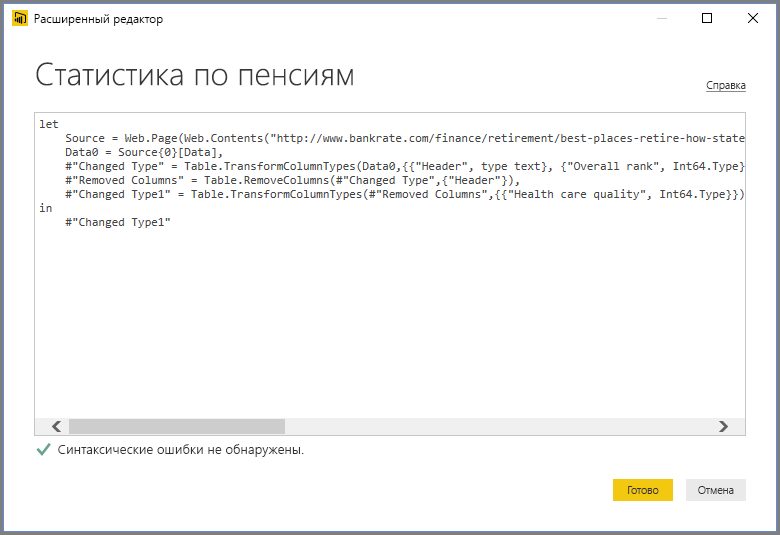 Расширенный редактор
Статистика по пенсиям
Справка
let
    Source = Web.Page(Web.Contents("http://www.bankrate.com/finance/retirement/best-places-retire-how-state
    Data0 = Source{0}[Data],
    #"Changed Type" = Table.TransformColumnTypes(Data0,{{"Header", type text}, {"Overall rank", Int64.Type}
    #"Removed Columns" = Table.RemoveColumns(#"Changed Type",{"Header"}),
    #"Changed Type1" = Table.TransformColumnTypes(#"Removed Columns",{{"Health care quality", Int64.Type}})
in
    #"Changed Type1"
Синтаксические ошибки не обнаружены.
Готово
Отмена